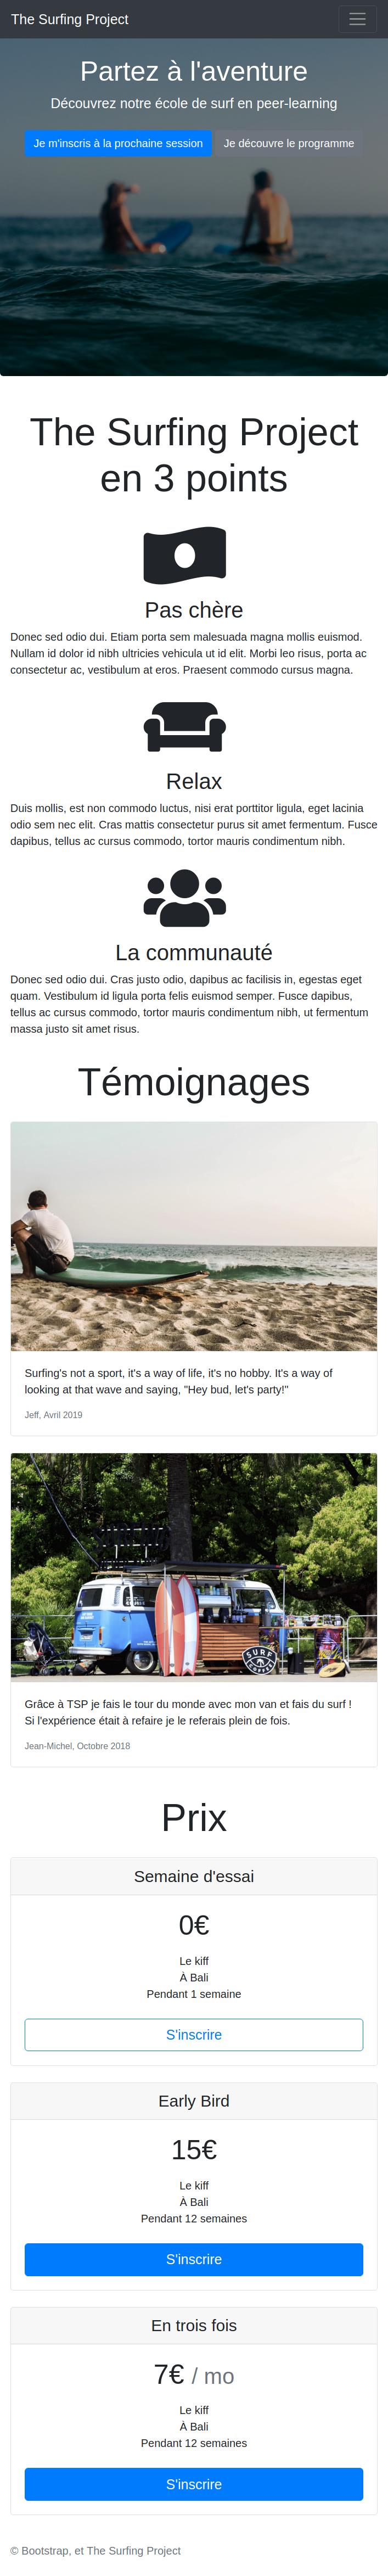 The Surfing Project
Partez à l'aventure
Découvrez notre école de surf en peer-learning
Je m'inscris à la prochaine session
Je découvre le programme
The Surfing Project
en 3 points
Pas chère
Donec sed odio dui. Etiam porta sem malesuada magna mollis euismod.
Nullam id dolor id nibh ultricies vehicula ut id elit. Morbi leo risus, porta ac
consectetur ac, vestibulum at eros. Praesent commodo cursus magna.
Relax
Duis mollis, est non commodo luctus, nisi erat porttitor ligula, eget lacinia
odio sem nec elit. Cras mattis consectetur purus sit amet fermentum. Fusce
dapibus, tellus ac cursus commodo, tortor mauris condimentum nibh.
La communauté
Donec sed odio dui. Cras justo odio, dapibus ac facilisis in, egestas eget
quam. Vestibulum id ligula porta felis euismod semper. Fusce dapibus,
tellus ac cursus commodo, tortor mauris condimentum nibh, ut fermentum
massa justo sit amet risus.
Témoignages
Surfing's not a sport, it's a way of life, it's no hobby. It's a way of
looking at that wave and saying, "Hey bud, let's party!"
Jeff, Avril 2019
SURF
Grâce à TSP je fais le tour du monde avec mon van et fais du surf !
Si l'expérience était à refaire je le referais plein de fois.
Jean-Michel, Octobre 2018
Prix
Semaine d'essai
0€
Le kiff
À Bali
Pendant 1 semaine
S'inscrire
Early Bird
15€
Le kiff
À Bali
Pendant 12 semaines
S'inscrire
En trois fois
7€ / mo
Le kiff
À Bali
Pendant 12 semaines
S'inscrire
© Bootstrap, et The Surfing Project